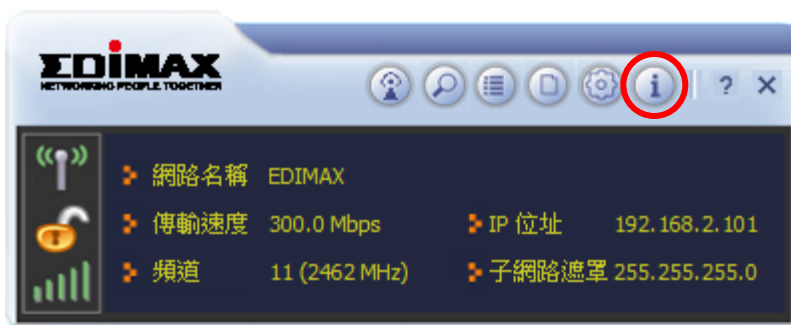 EDIMAX
NETWORKING PEOPLE TOGETHER
i ? ×
網路名稱 EDIMAX
傳輸速度 300.0 Mbps IP 位址 192.168.2.101
頻道 11 (2462 MHz) 子網路遮罩 255.255.255.0